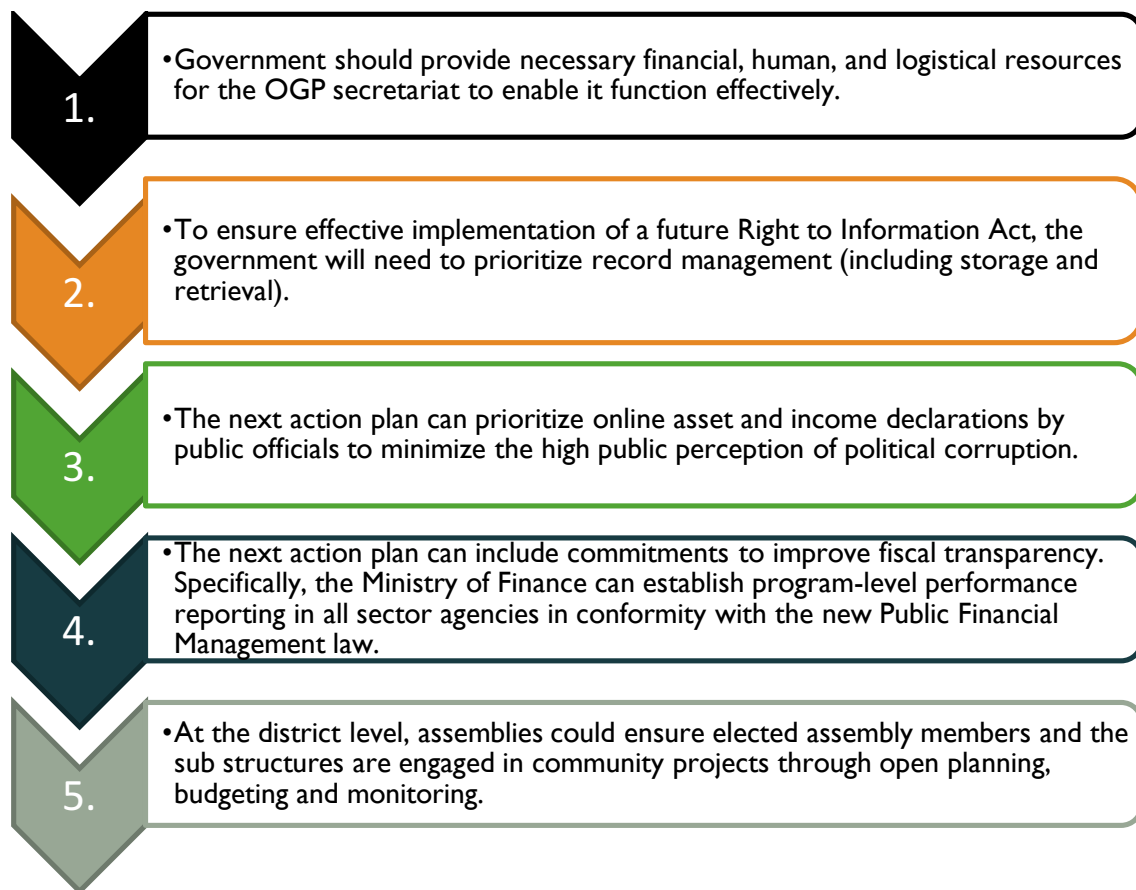 1.
•Government should provide necessary financial, human, and logistical resources
for the OGP secretariat to enable it function effectively.
2.
•To ensure effective implementation of a future Right to Information Act, the
government will need to prioritize record management (including storage and
retrieval).
3.
•The next action plan can prioritize online asset and income declarations by
public officials to minimize the high public perception of political corruption.
4.
•The next action plan can include commitments to improve fiscal transparency.
Specifically, the Ministry of Finance can establish program-level performance
reporting in all sector agencies in conformity with the new Public Financial
Management law.
5.
•At the district level, assemblies could ensure elected assembly members and the
sub structures are engaged in community projects through open planning,
budgeting and monitoring.